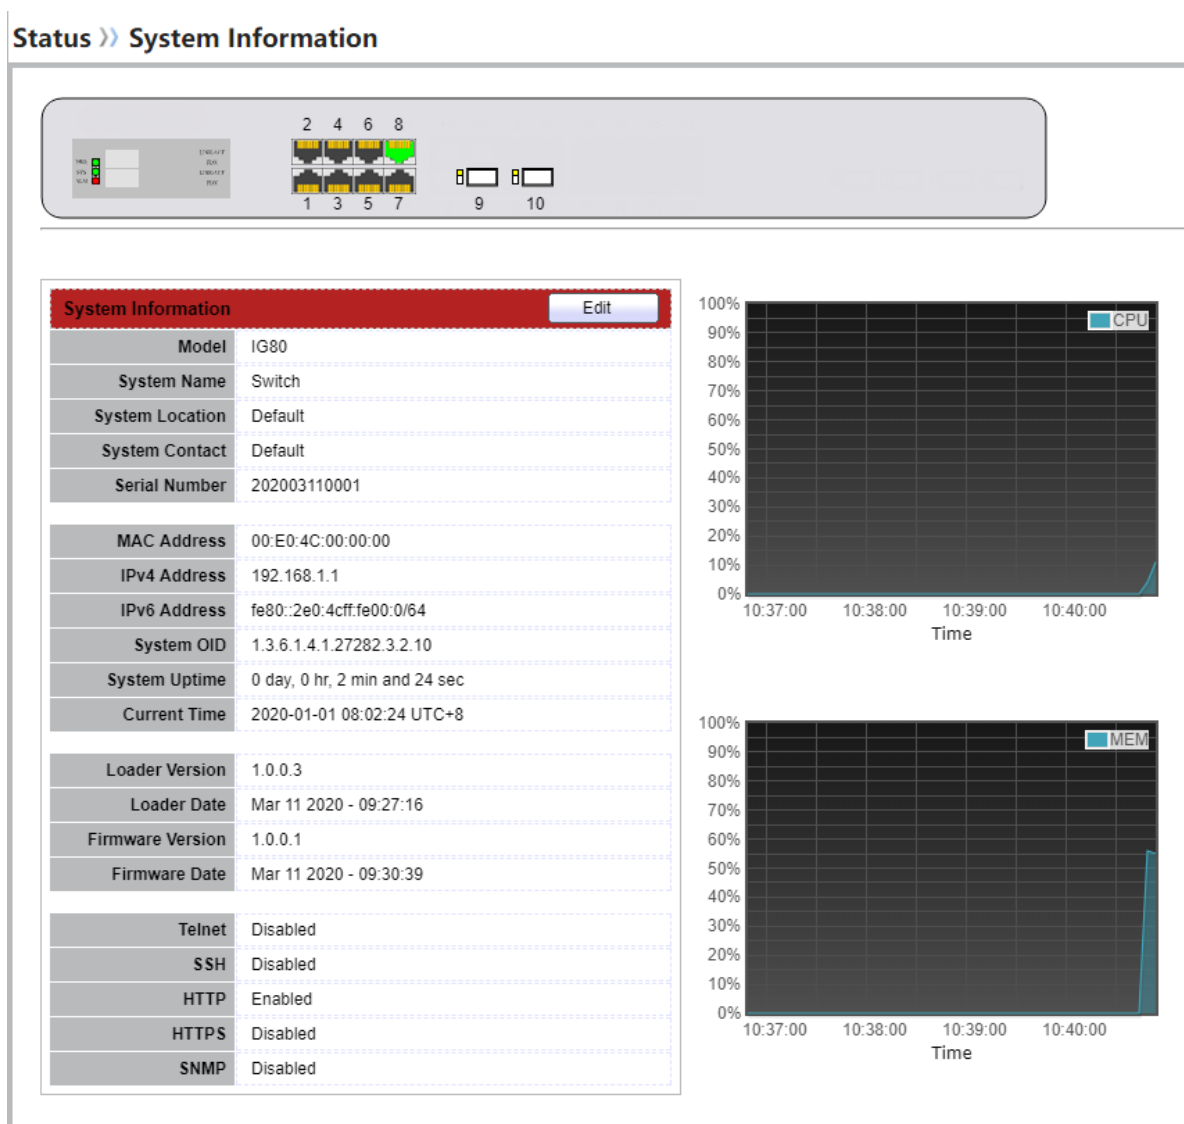 Status » System Information
2 4 6 8
1 3 5 7 9 10
System Information Edit
Model IG80
System Name Switch
System Location Default
System Contact Default
Serial Number 202003110001
MAC Address 00:E0:4C:00:00:00
IPv4 Address 192.168.1.1
IPv6 Address fe80::2e0:4cff:fe00:0/64
System OID 1.3.6.1.4.1.27282.3.2.10
System Uptime 0 day, 0 hr, 2 min and 24 sec
Current Time 2020-01-01 08:02:24 UTC+8
Loader Version 1.0.0.3
Loader Date Mar 11 2020 - 09:27:16
Firmware Version 1.0.0.1
Firmware Date Mar 11 2020 - 09:30:39
Telnet Disabled
SSH Disabled
HTTP Enabled
HTTPS Disabled
SNMP Disabled
100%
CPU
90%
80%
70%
60%
50%
40%
30%
20%
10%
0%
10:37:00 10:38:00 10:39:00 10:40:00
Time
100%
MEM
90%
80%
70%
60%
50%
40%
30%
20%
10%
0%
10:37:00 10:38:00 10:39:00 10:40:00
Time